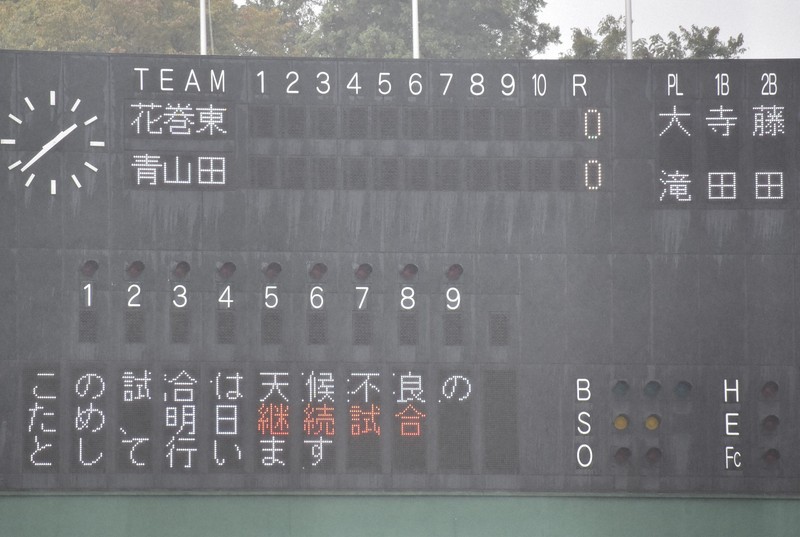 TEAM 1 2 3 4 5 6 7 8 9 10 R
花巻東 0
青山田 0
PL 1B 2B
大 寺 藤
滝 田 田
1 2 3 4 5 6 7 8 9
この試合は天候不良の
ため、明日継続試合
として行います
B H
S E
O Fc